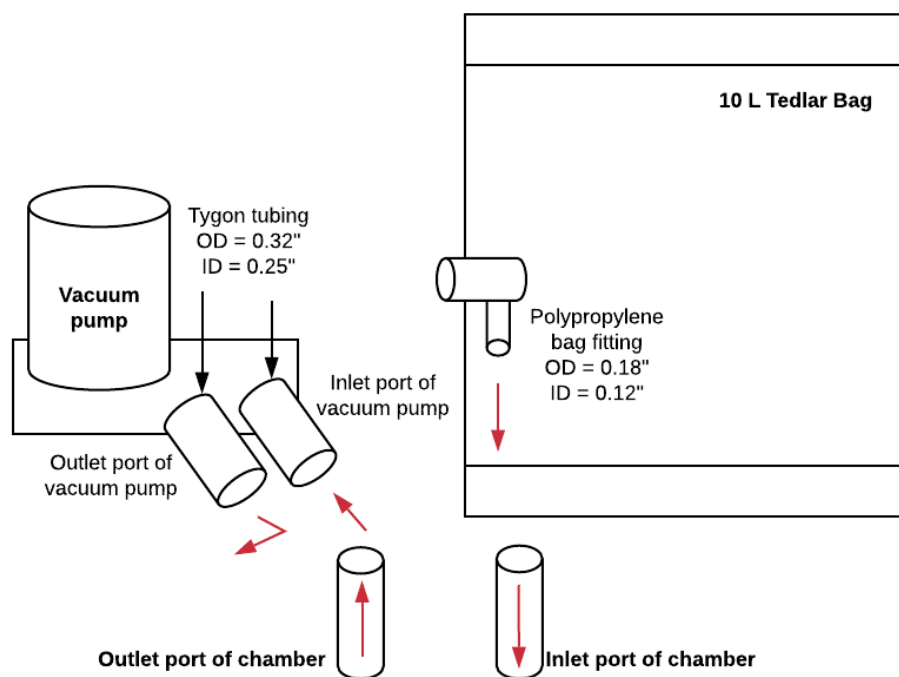 10 L Tedlar Bag
Tygon tubing
OD = 0.32"
ID = 0.25"
Vacuum
pump
Polypropylene
bag fitting
OD = 0.18"
ID = 0.12"
Inlet port of
vacuum pump
Outlet port of
vacuum pump
Outlet port of chamber
Inlet port of chamber